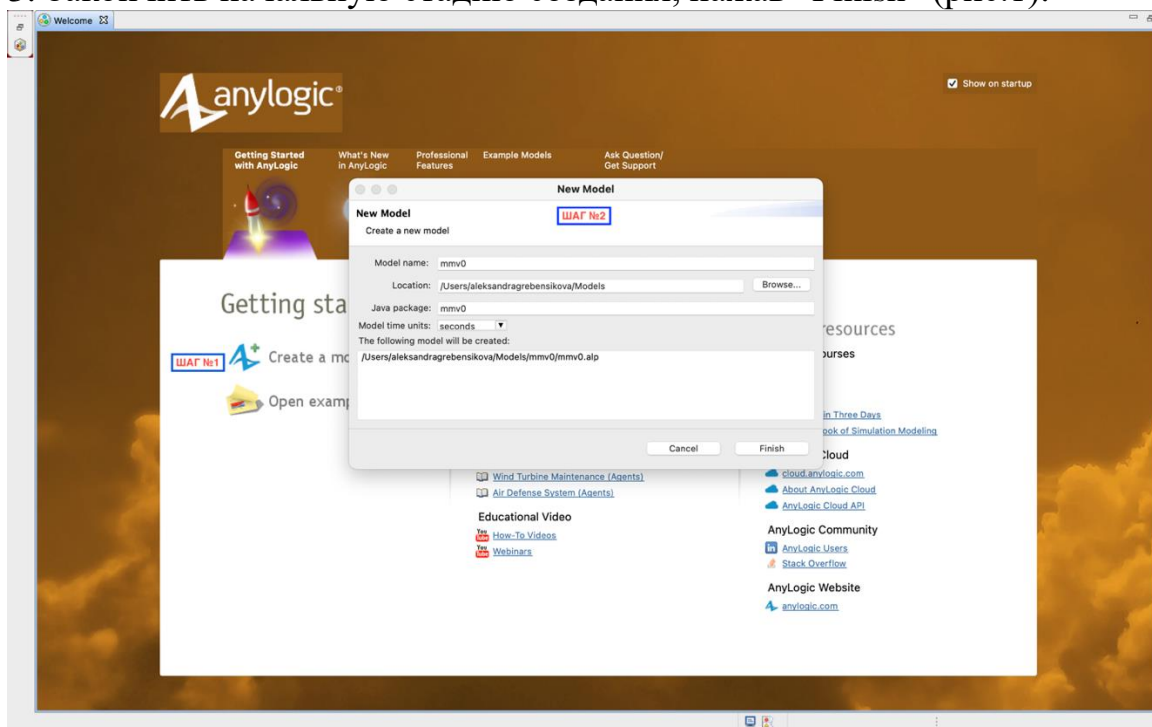 Welcome
anylogic®
Show on startup
Getting Started with AnyLogic
What's New in AnyLogic
Professional Features
Example Models
Ask Question/ Get Support
New Model
New Model
ШАГ №2
Create a new model
Model name: mmv0
Location: /Users/aleksandragrebensikova/Models
Browse...
Java package: mmv0
Model time units: seconds
The following model will be created:
/Users/aleksandragrebensikova/Models/mmv0/mmv0.alp
Cancel
Finish
Getting sta
ШАГ №1
Create a mo
Open examp
Wind Turbine Maintenance (Agents)
Air Defense System (Agents)
Educational Video
How-To Videos
Webinars
esources
ourses
in Three Days
ook of Simulation Modeling
Cloud
cloud.anylogic.com
About AnyLogic Cloud
AnyLogic Cloud API
AnyLogic Community
AnyLogic Users
Stack Overflow
AnyLogic Website
anylogic.com